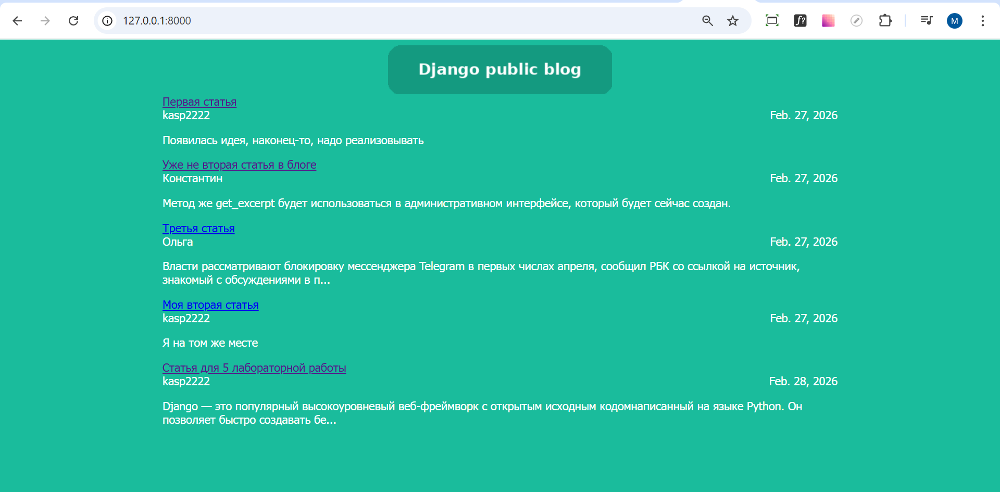 127.0.0.1:8000
f?
M
Django public blog
Первая статья
kasp2222
Feb. 27, 2026
Появилась идея, наконец-то, надо реализовывать
Уже не вторая статья в блоге
Константин
Feb. 27, 2026
Метод же get_excerpt будет использоваться в административном интерфейсе, который будет сейчас создан.
Третья статья
Ольга
Feb. 27, 2026
Власти рассматривают блокировку мессенджера Telegram в первых числах апреля, сообщил РБК со ссылкой на источник,
знакомый с обсуждениями в п...
Моя вторая статья
kasp2222
Feb. 27, 2026
Я на том же месте
Статья для 5 лабораторной работы
kasp2222
Feb. 28, 2026
Django — это популярный высокоуровневый веб-фреймворк с открытым исходным кодомнаписанный на языке Python. Он
позволяет быстро создавать бе...